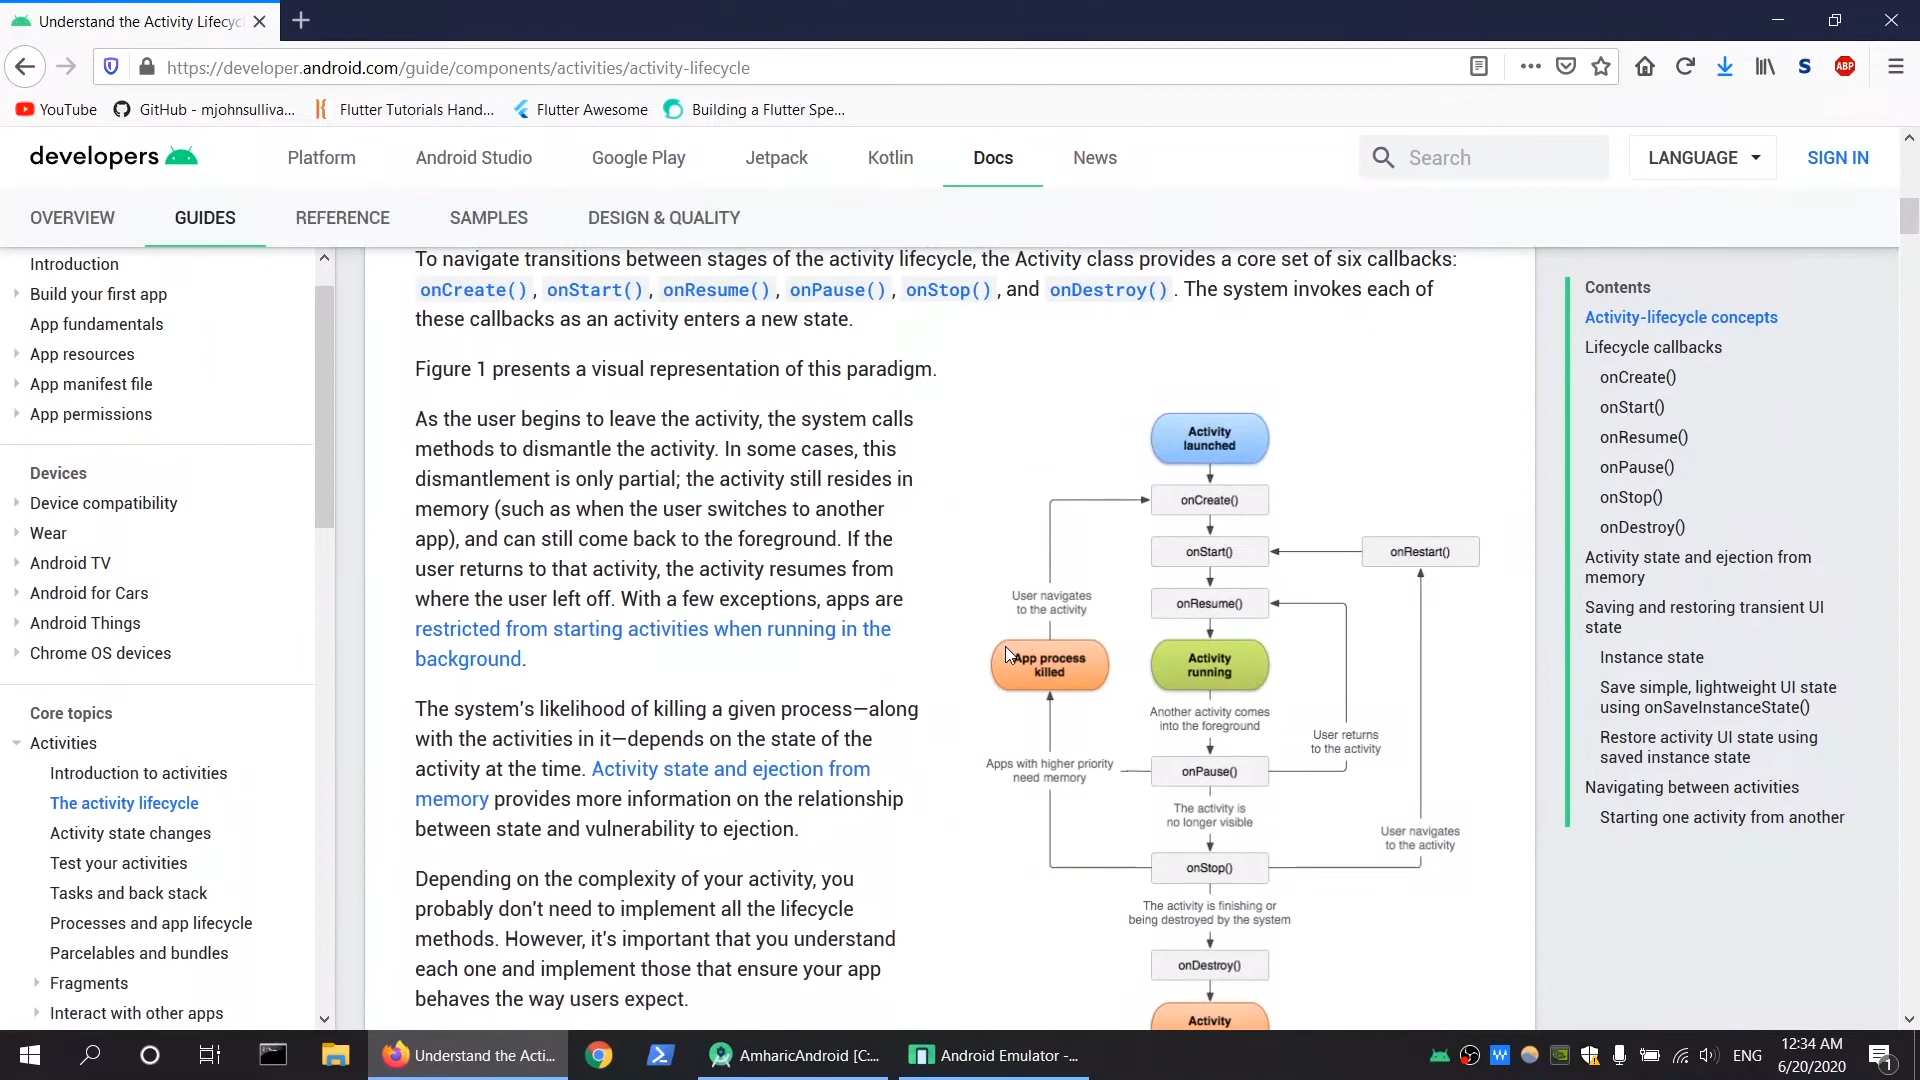 Understand the Activity Lifecyc
https://developer.android.com/guide/components/activities/activity-lifecycle
S
ABP
YouTube
GitHub - mjohnsulliva...
Flutter Tutorials Hand...
Flutter Awesome
Building a Flutter Spe...
developers
Platform
Android Studio
Google Play
Jetpack
Kotlin
Docs
News
Search
LANGUAGE
SIGN IN
OVERVIEW
GUIDES
REFERENCE
SAMPLES
DESIGN & QUALITY
Introduction
Build your first app
App fundamentals
App resources
App manifest file
App permissions
Devices
Device compatibility
Wear
Android TV
Android for Cars
Android Things
Chrome OS devices
Core topics
Activities
Introduction to activities
The activity lifecycle
Activity state changes
Test your activities
Tasks and back stack
Processes and app lifecycle
Parcelables and bundles
Fragments
Interact with other apps
To navigate transitions between stages of the activity lifecycle, the Activity class provides a core set of six callbacks:
onCreate(), onStart(), onResume(), onPause(), onStop(), and onDestroy(). The system invokes each of
these callbacks as an activity enters a new state.
Figure 1 presents a visual representation of this paradigm.
As the user begins to leave the activity, the system calls
methods to dismantle the activity. In some cases, this
dismantlement is only partial; the activity still resides in
memory (such as when the user switches to another
app), and can still come back to the foreground. If the
user returns to that activity, the activity resumes from
where the user left off. With a few exceptions, apps are
restricted from starting activities when running in the
background.
The system's likelihood of killing a given process—along
with the activities in it—depends on the state of the
activity at the time. Activity state and ejection from
memory provides more information on the relationship
between state and vulnerability to ejection.
Depending on the complexity of your activity, you
probably don't need to implement all the lifecycle
methods. However, it's important that you understand
each one and implement those that ensure your app
behaves the way users expect.
Activity
launched
onCreate()
onStart()
onRestart()
onResume()
User navigates
to the activity
App process
killed
Activity
running
Another activity comes
into the foreground
User returns
to the activity
Apps with higher priority
need memory
onPause()
The activity is
no longer visible
User navigates
to the activity
onStop()
The activity is finishing or
being destroyed by the system
onDestroy()
Activity
Contents
Activity-lifecycle concepts
Lifecycle callbacks
onCreate()
onStart()
onResume()
onPause()
onStop()
onDestroy()
Activity state and ejection from
memory
Saving and restoring transient UI
state
Instance state
Save simple, lightweight UI state
using onSaveInstanceState()
Restore activity UI state using
saved instance state
Navigating between activities
Starting one activity from another
Understand the Acti...
AmharicAndroid [C:...
Android Emulator -...
W
ENG
12:34 AM
6/20/2020
1